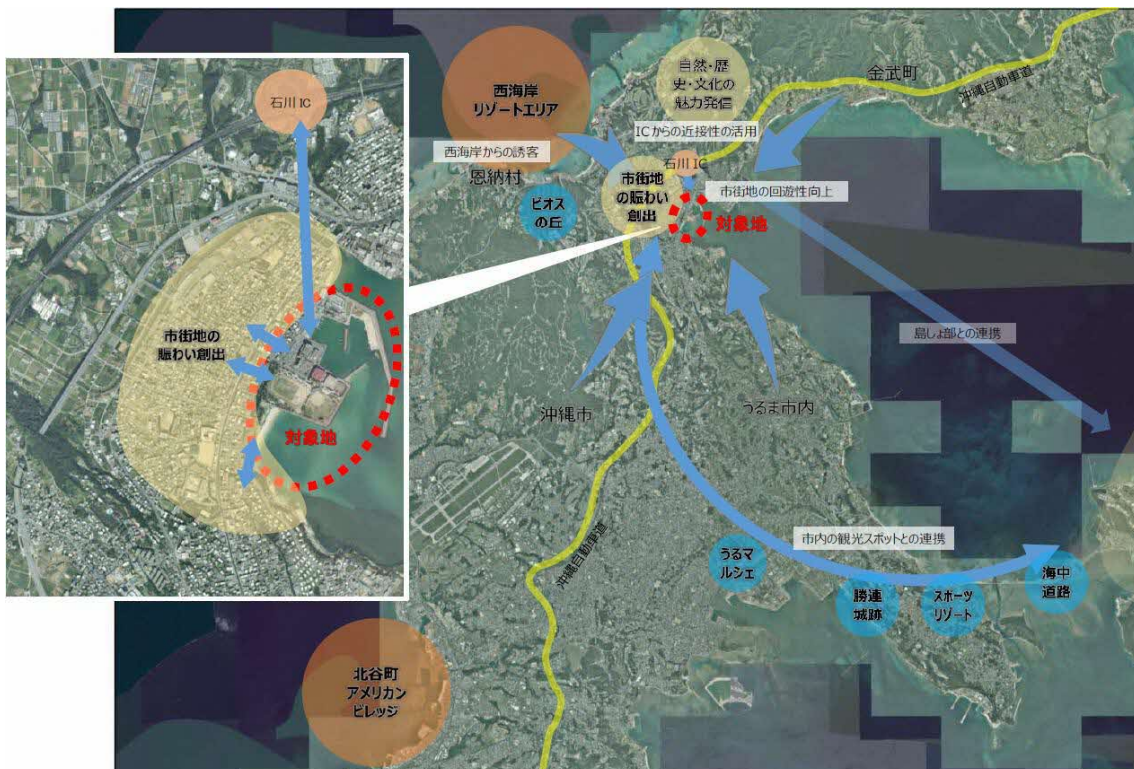 石川 IC
市街地の
賑わい創出
対象地
西海岸
リゾートエリア
自然・歴
史・文化の
魅力発信
金武町
沖縄自動車道
ICからの近接性の活用
西海岸からの誘客
恩納村
石川 IC
市街地
の賑わい
創出
市街地の回遊性向上
ビオス
の丘
対象地
島しょ部との連携
沖縄市
うるま市内
沖縄自動車道
市内の観光スポットとの連携
うるマ
ルシェ
勝連
城跡
スポーツ
リゾート
海中
道路
北谷町
アメリカン
ビレッジ